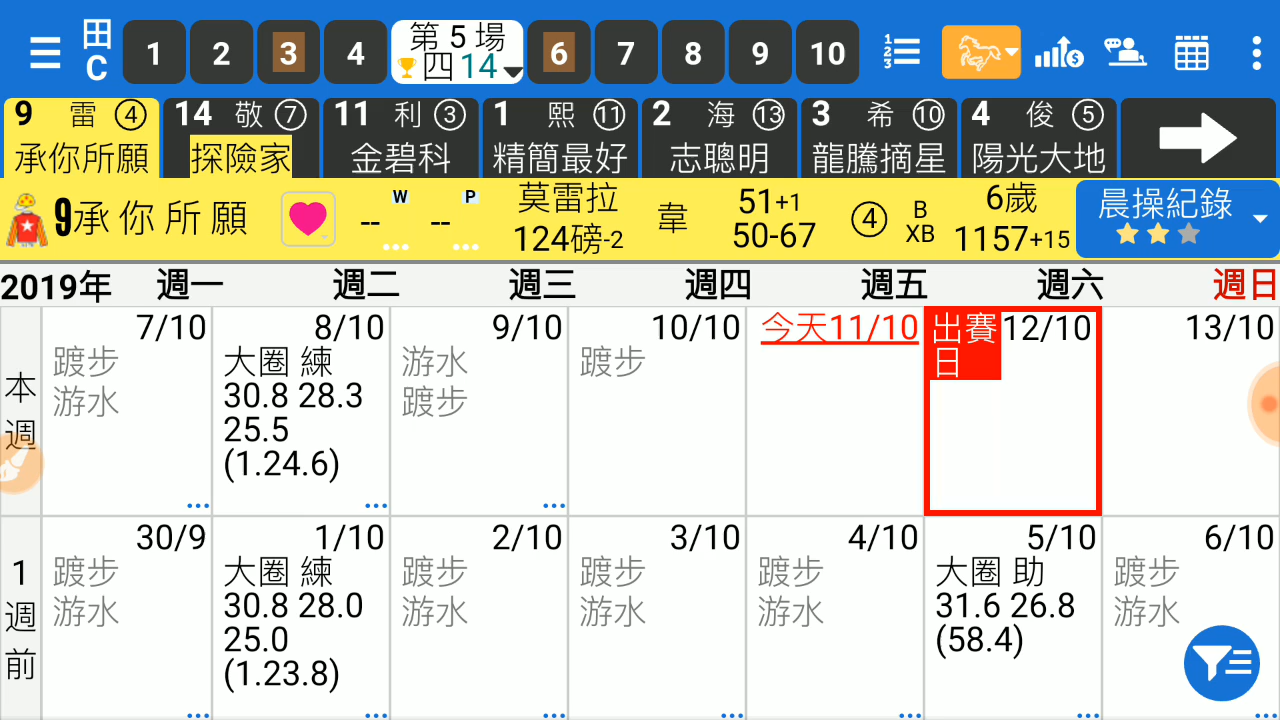 田 C 1 2 3 4 第 5 場 6 7 8 9 10
四 14
9 雷 ④ 14 敬 ⑦ 11 利 ③ 1 熙 ⑪ 2 海 ⑬ 3 希 ⑩ 4 俊 ⑤
承你所願 探險家 金碧科 精簡最好 志聰明 龍騰摘星 陽光大地
9承你所願 -- W -- P 莫雷拉 韋 51+1 ④ B 6歲 晨操紀錄
124磅-2 50-67 XB 1157+15
2019年 週一 週二 週三 週四 週五 週六 週日
本週
7/10
踱步
游水
8/10
大圈 練
30.8 28.3
25.5
(1.24.6)
9/10
游水
踱步
10/10
踱步
今天11/10
出賽日 12/10
13/10
1週前
30/9
踱步
游水
1/10
大圈 練
30.8 28.0
25.0
(1.23.8)
2/10
踱步
游水
3/10
踱步
游水
4/10
踱步
游水
5/10
大圈 助
31.6 26.8
(58.4)
6/10
踱步
游水